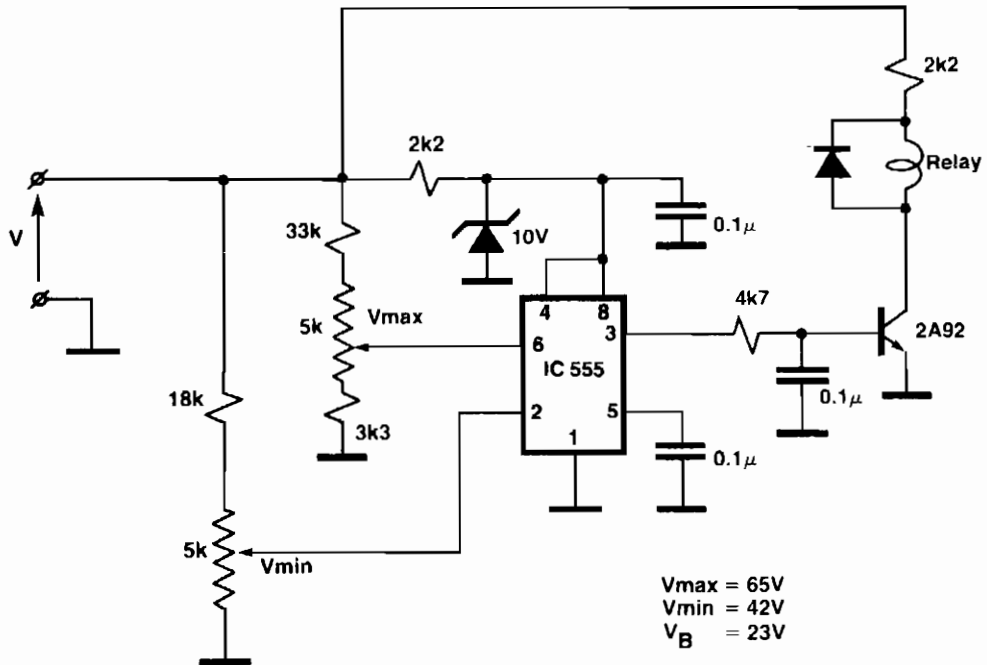 2k2
2k2
Relay
V
33k
10V
0.1μ
5k
Vmax
4
8
3
6
IC 555
4k7
2A92
18k
2
5
0.1μ
3k3
1
0.1μ
5k
Vmin
Vmax = 65V
Vmin = 42V
VB = 23V